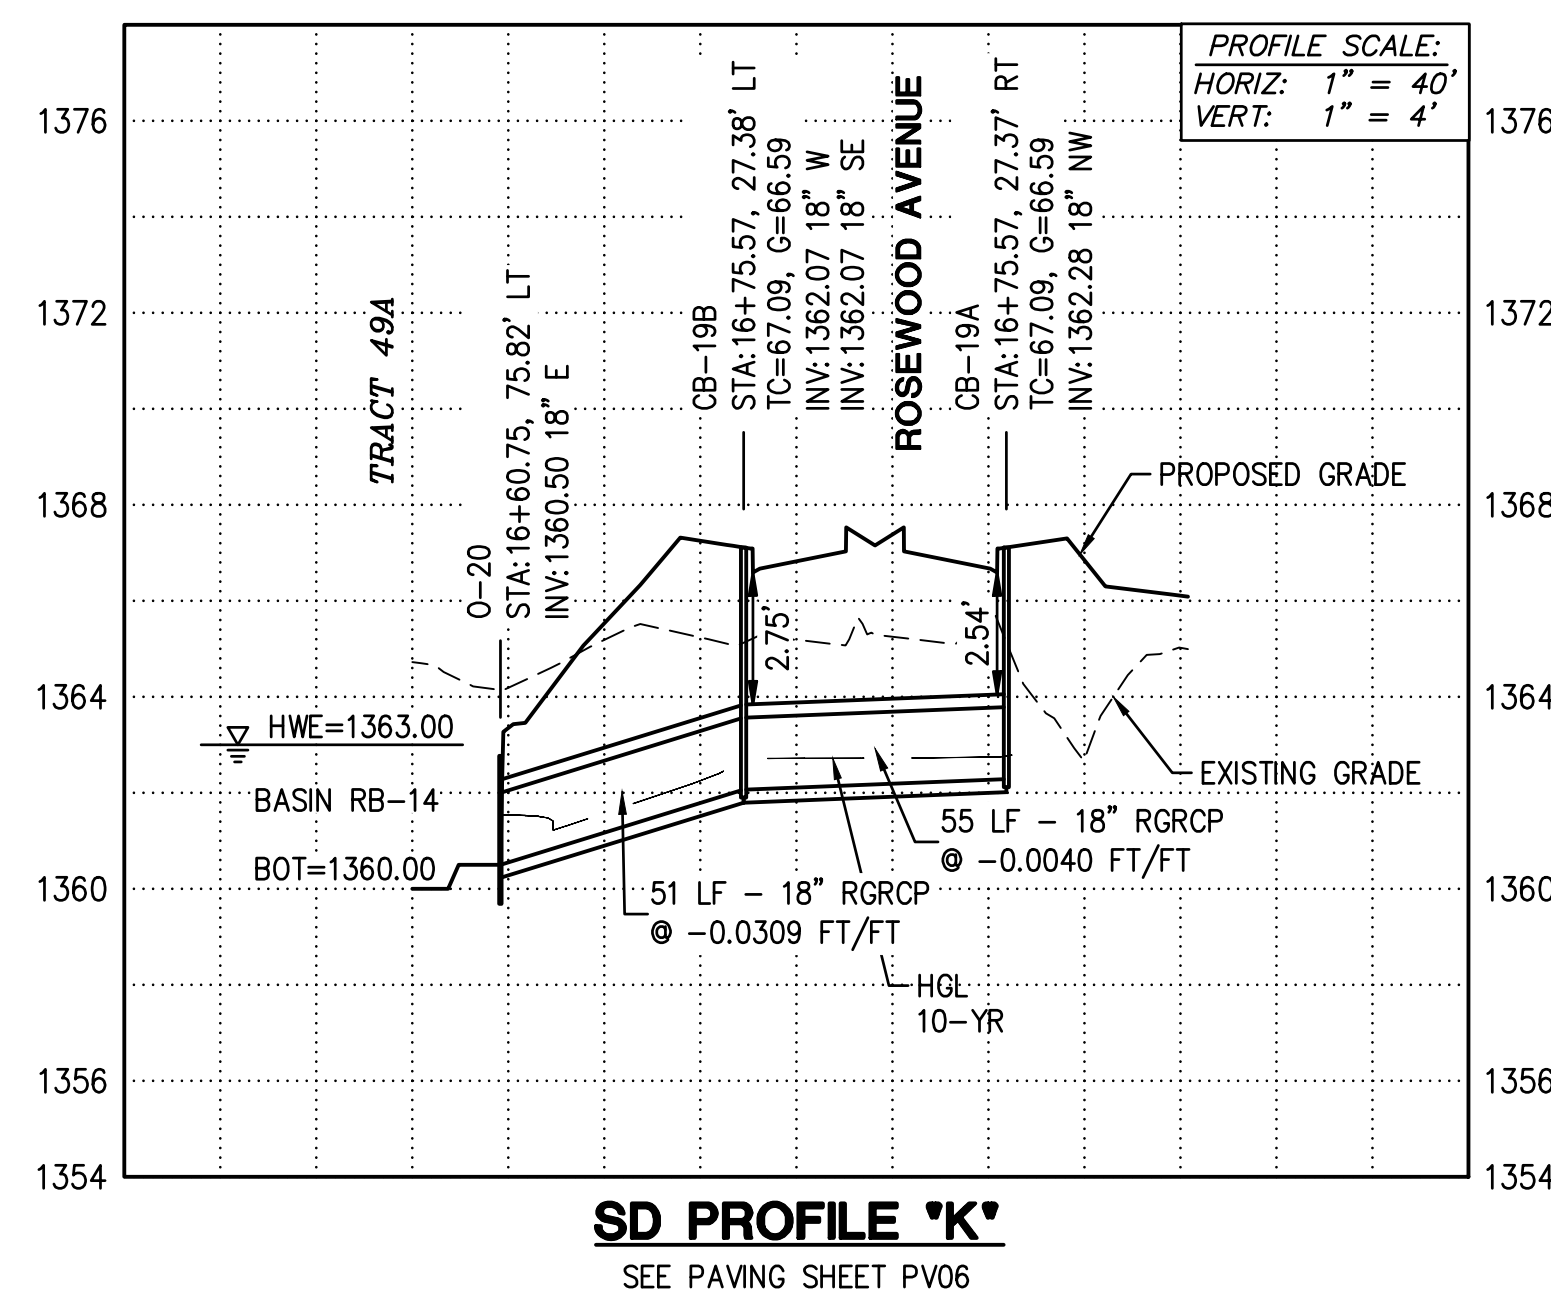 PROFILE SCALE:
HORIZ: 1" = 40'
VERT: 1" = 4'
1376
1372
1368
1364
1360
1356
1354
1376
1372
1368
1364
1360
1356
1354
TRACT 49A
O-20
STA:16+60.75, 75.82' LT
INV:1360.50 18" E
CB-19B
STA:16+75.57, 27.38' LT
TC=67.09, G=66.59
INV:1362.07 18" W
INV:1362.07 18" SE
ROSEWOOD AVENUE
CB-19A
STA:16+75.57, 27.37' RT
TC=67.09, G=66.59
INV:1362.28 18" NW
PROPOSED GRADE
2.75'
2.54'
HWE=1363.00
BASIN RB-14
BOT=1360.00
EXISTING GRADE
55 LF - 18" RGRCP
@ -0.0040 FT/FT
51 LF - 18" RGRCP
@ -0.0309 FT/FT
HGL
10-YR
SD PROFILE "K"
SEE PAVING SHEET PV06